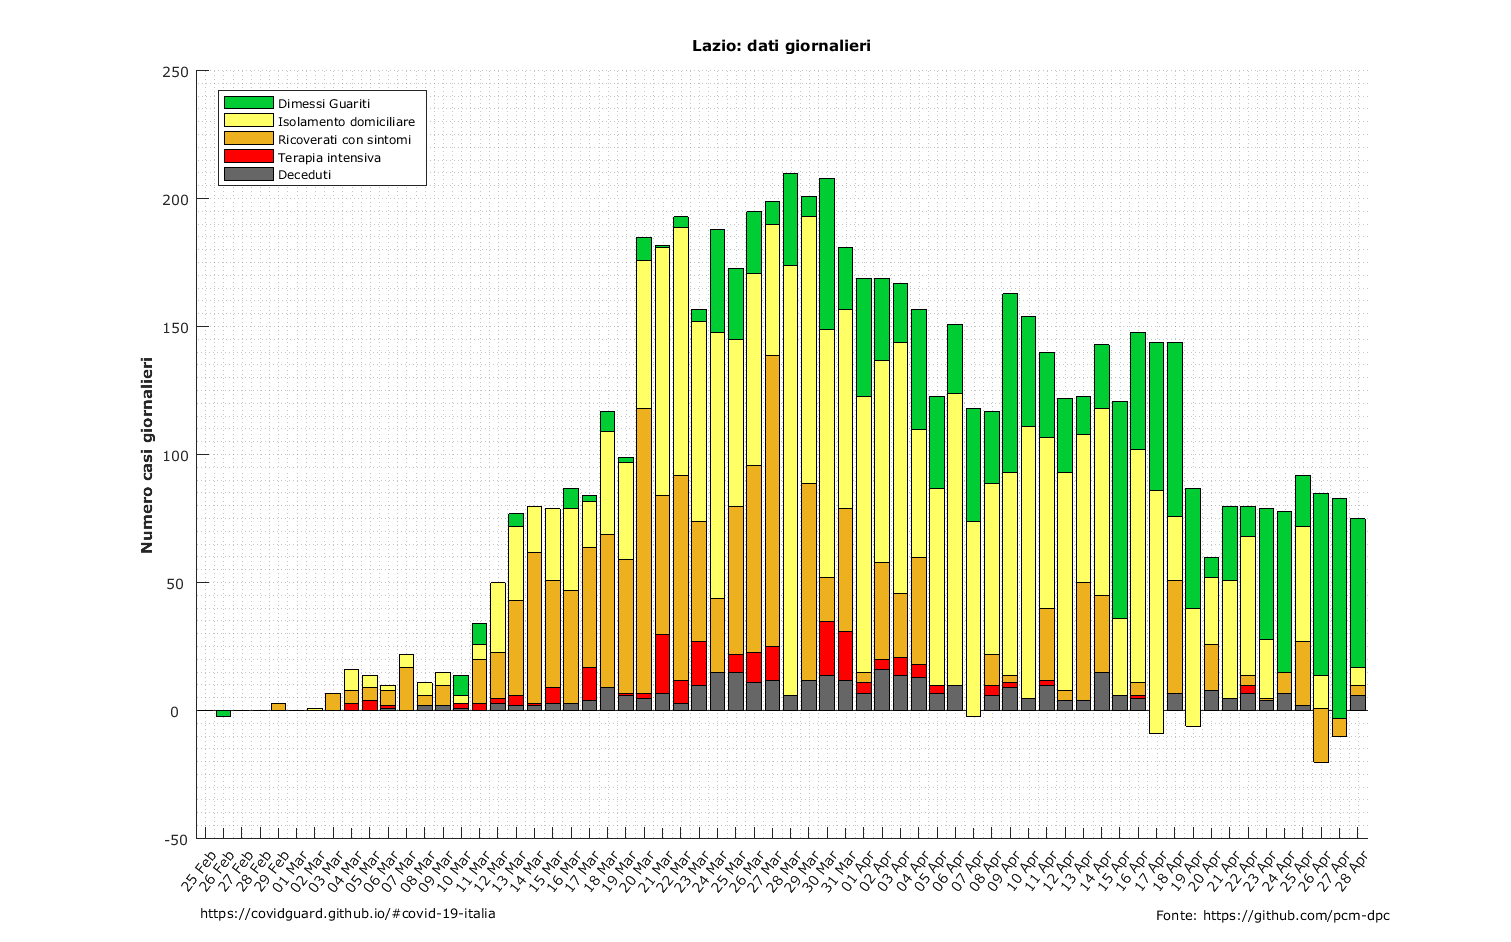 Lazio: dati giornalieri
250
200
150
100
50
0
-50
Numero casi giornalieri
Dimessi Guariti
Isolamento domiciliare
Ricoverati con sintomi
Terapia intensiva
Deceduti
25 Feb
26 Feb
27 Feb
28 Feb
29 Feb
01 Mar
02 Mar
03 Mar
04 Mar
05 Mar
06 Mar
07 Mar
08 Mar
09 Mar
10 Mar
11 Mar
12 Mar
13 Mar
14 Mar
15 Mar
16 Mar
17 Mar
18 Mar
19 Mar
20 Mar
21 Mar
22 Mar
23 Mar
24 Mar
25 Mar
26 Mar
27 Mar
28 Mar
29 Mar
30 Mar
31 Mar
01 Apr
02 Apr
03 Apr
04 Apr
05 Apr
06 Apr
07 Apr
08 Apr
09 Apr
10 Apr
11 Apr
12 Apr
13 Apr
14 Apr
15 Apr
16 Apr
17 Apr
18 Apr
19 Apr
20 Apr
21 Apr
22 Apr
23 Apr
24 Apr
25 Apr
26 Apr
27 Apr
28 Apr
https://covidguard.github.io/#covid-19-italia
Fonte: https://github.com/pcm-dpc